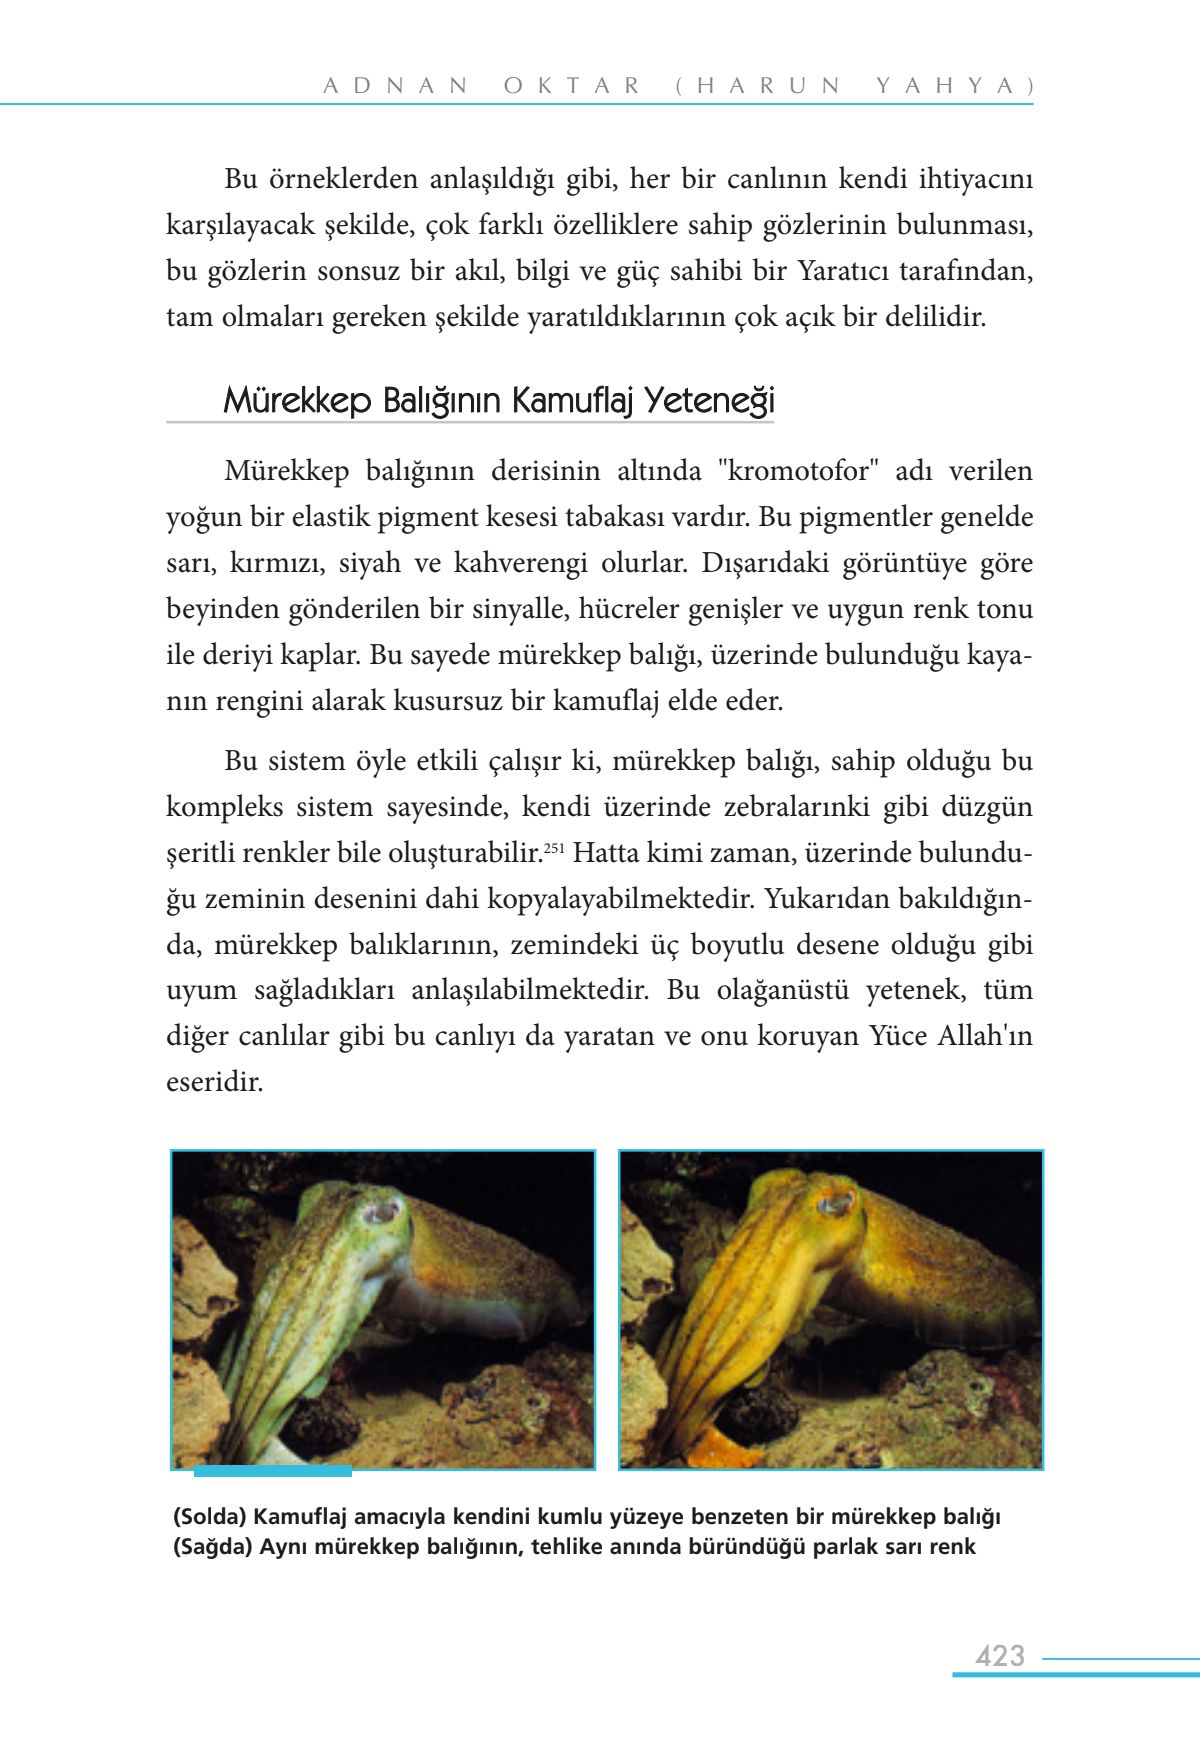 ADNAN OKTAR (HARUN YAHYA)
Bu örneklerden anlaşıldığı gibi, her bir canlının kendi ihtiyacını
karşılayacak şekilde, çok farklı özelliklere sahip gözlerinin bulunması,
bu gözlerin sonsuz bir akıl, bilgi ve güç sahibi bir Yaratıcı tarafından,
tam olmaları gereken şekilde yaratıldıklarının çok açık bir delilidir.
Mürekkep Balığının Kamuflaj Yeteneği
Mürekkep balığının derisinin altında "kromotofor" adı verilen
yoğun bir elastik pigment kesesi tabakası vardır. Bu pigmentler genelde
sarı, kırmızı, siyah ve kahverengi olurlar. Dışarıdaki görüntüye göre
beyinden gönderilen bir sinyalle, hücreler genişler ve uygun renk tonu
ile deriyi kaplar. Bu sayede mürekkep balığı, üzerinde bulunduğu kaya-
nın rengini alarak kusursuz bir kamuflaj elde eder.
Bu sistem öyle etkili çalışır ki, mürekkep balığı, sahip olduğu bu
kompleks sistem sayesinde, kendi üzerinde zebralarınki gibi düzgün
şeritli renkler bile oluşturabilir.251 Hatta kimi zaman, üzerinde bulundu-
ğu zeminin desenini dahi kopyalayabilmektedir. Yukarıdan bakıldığın-
da, mürekkep balıklarının, zemindeki üç boyutlu desene olduğu gibi
uyum sağladıkları anlaşılabilmektedir. Bu olağanüstü yetenek, tüm
diğer canlılar gibi bu canlıyı da yaratan ve onu koruyan Yüce Allah'ın
eseridir.
(Solda) Kamuflaj amacıyla kendini kumlu yüzeye benzeten bir mürekkep balığı
(Sağda) Aynı mürekkep balığının, tehlike anında büründüğü parlak sarı renk
423